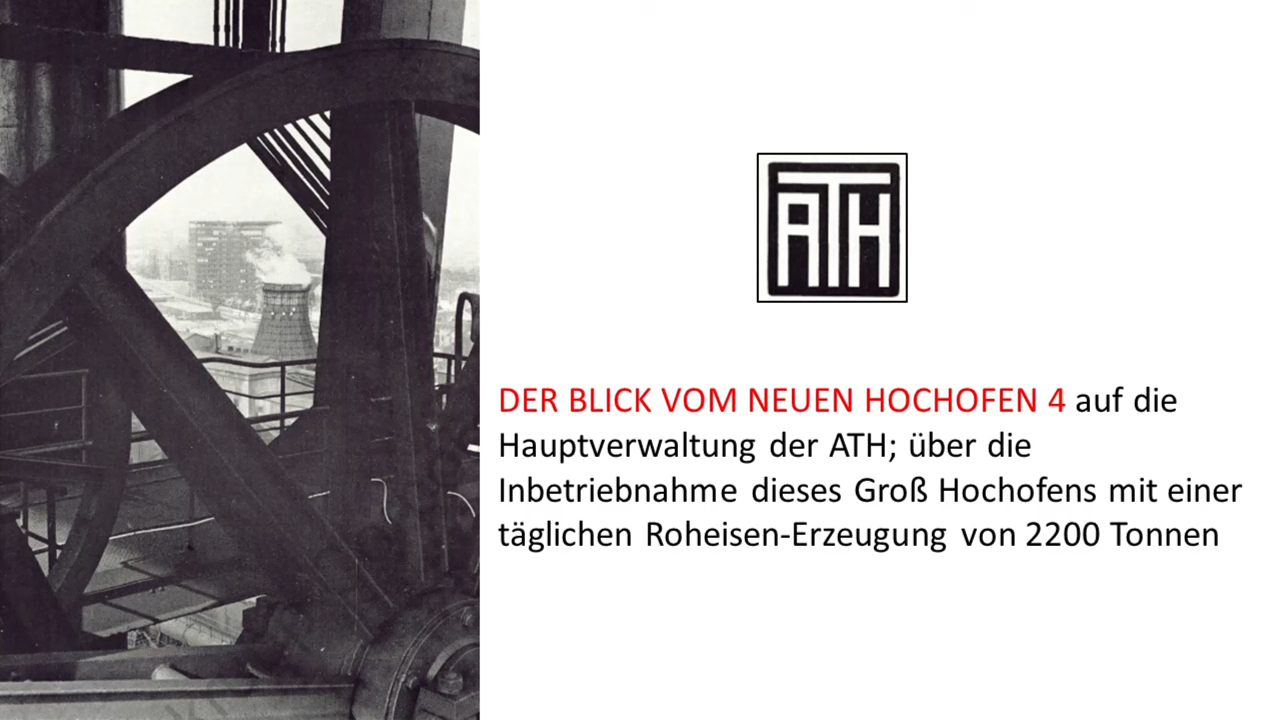 ATH
DER BLICK VOM NEUEN HOCHOFEN 4 auf die
Hauptverwaltung der ATH; über die
Inbetriebnahme dieses Groß Hochofens mit einer
täglichen Roheisen-Erzeugung von 2200 Tonnen